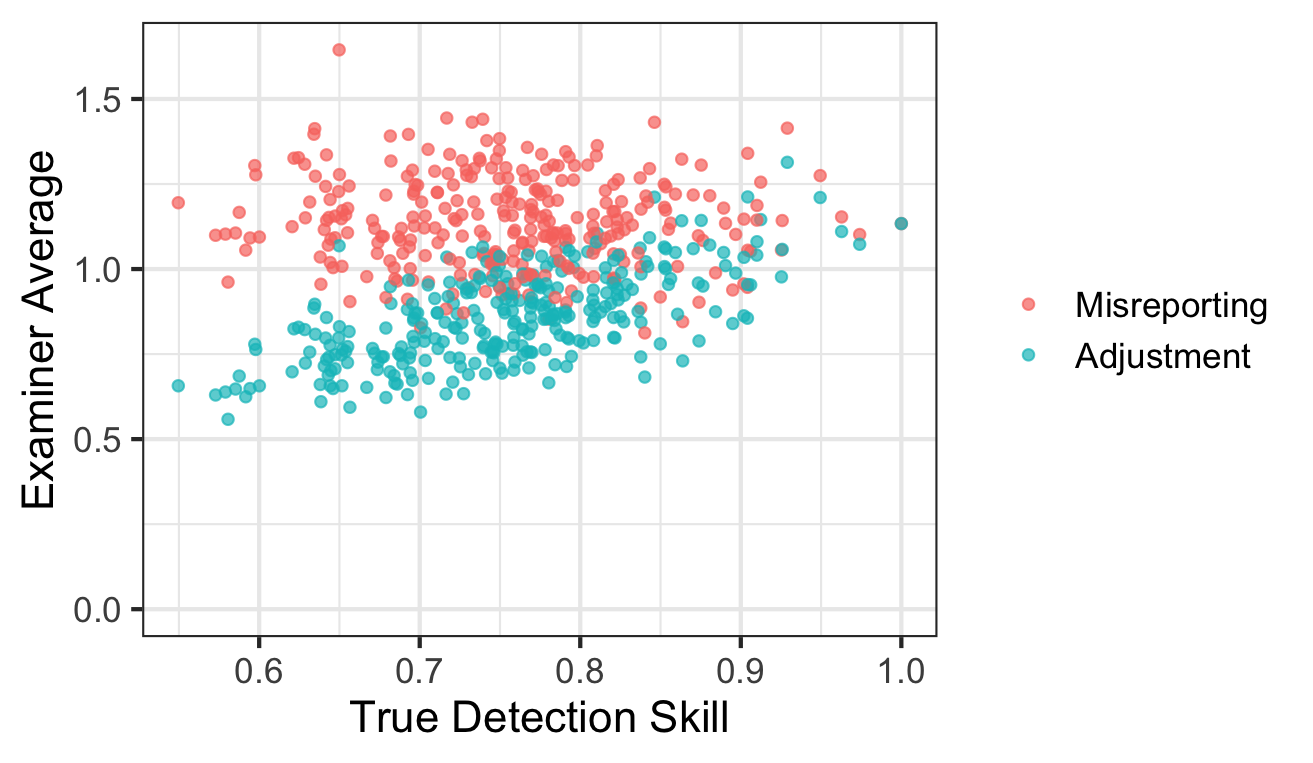 Examiner Average
1.5
1.0
0.5
0.0
0.6 0.7 0.8 0.9 1.0
True Detection Skill
Misreporting
Adjustment